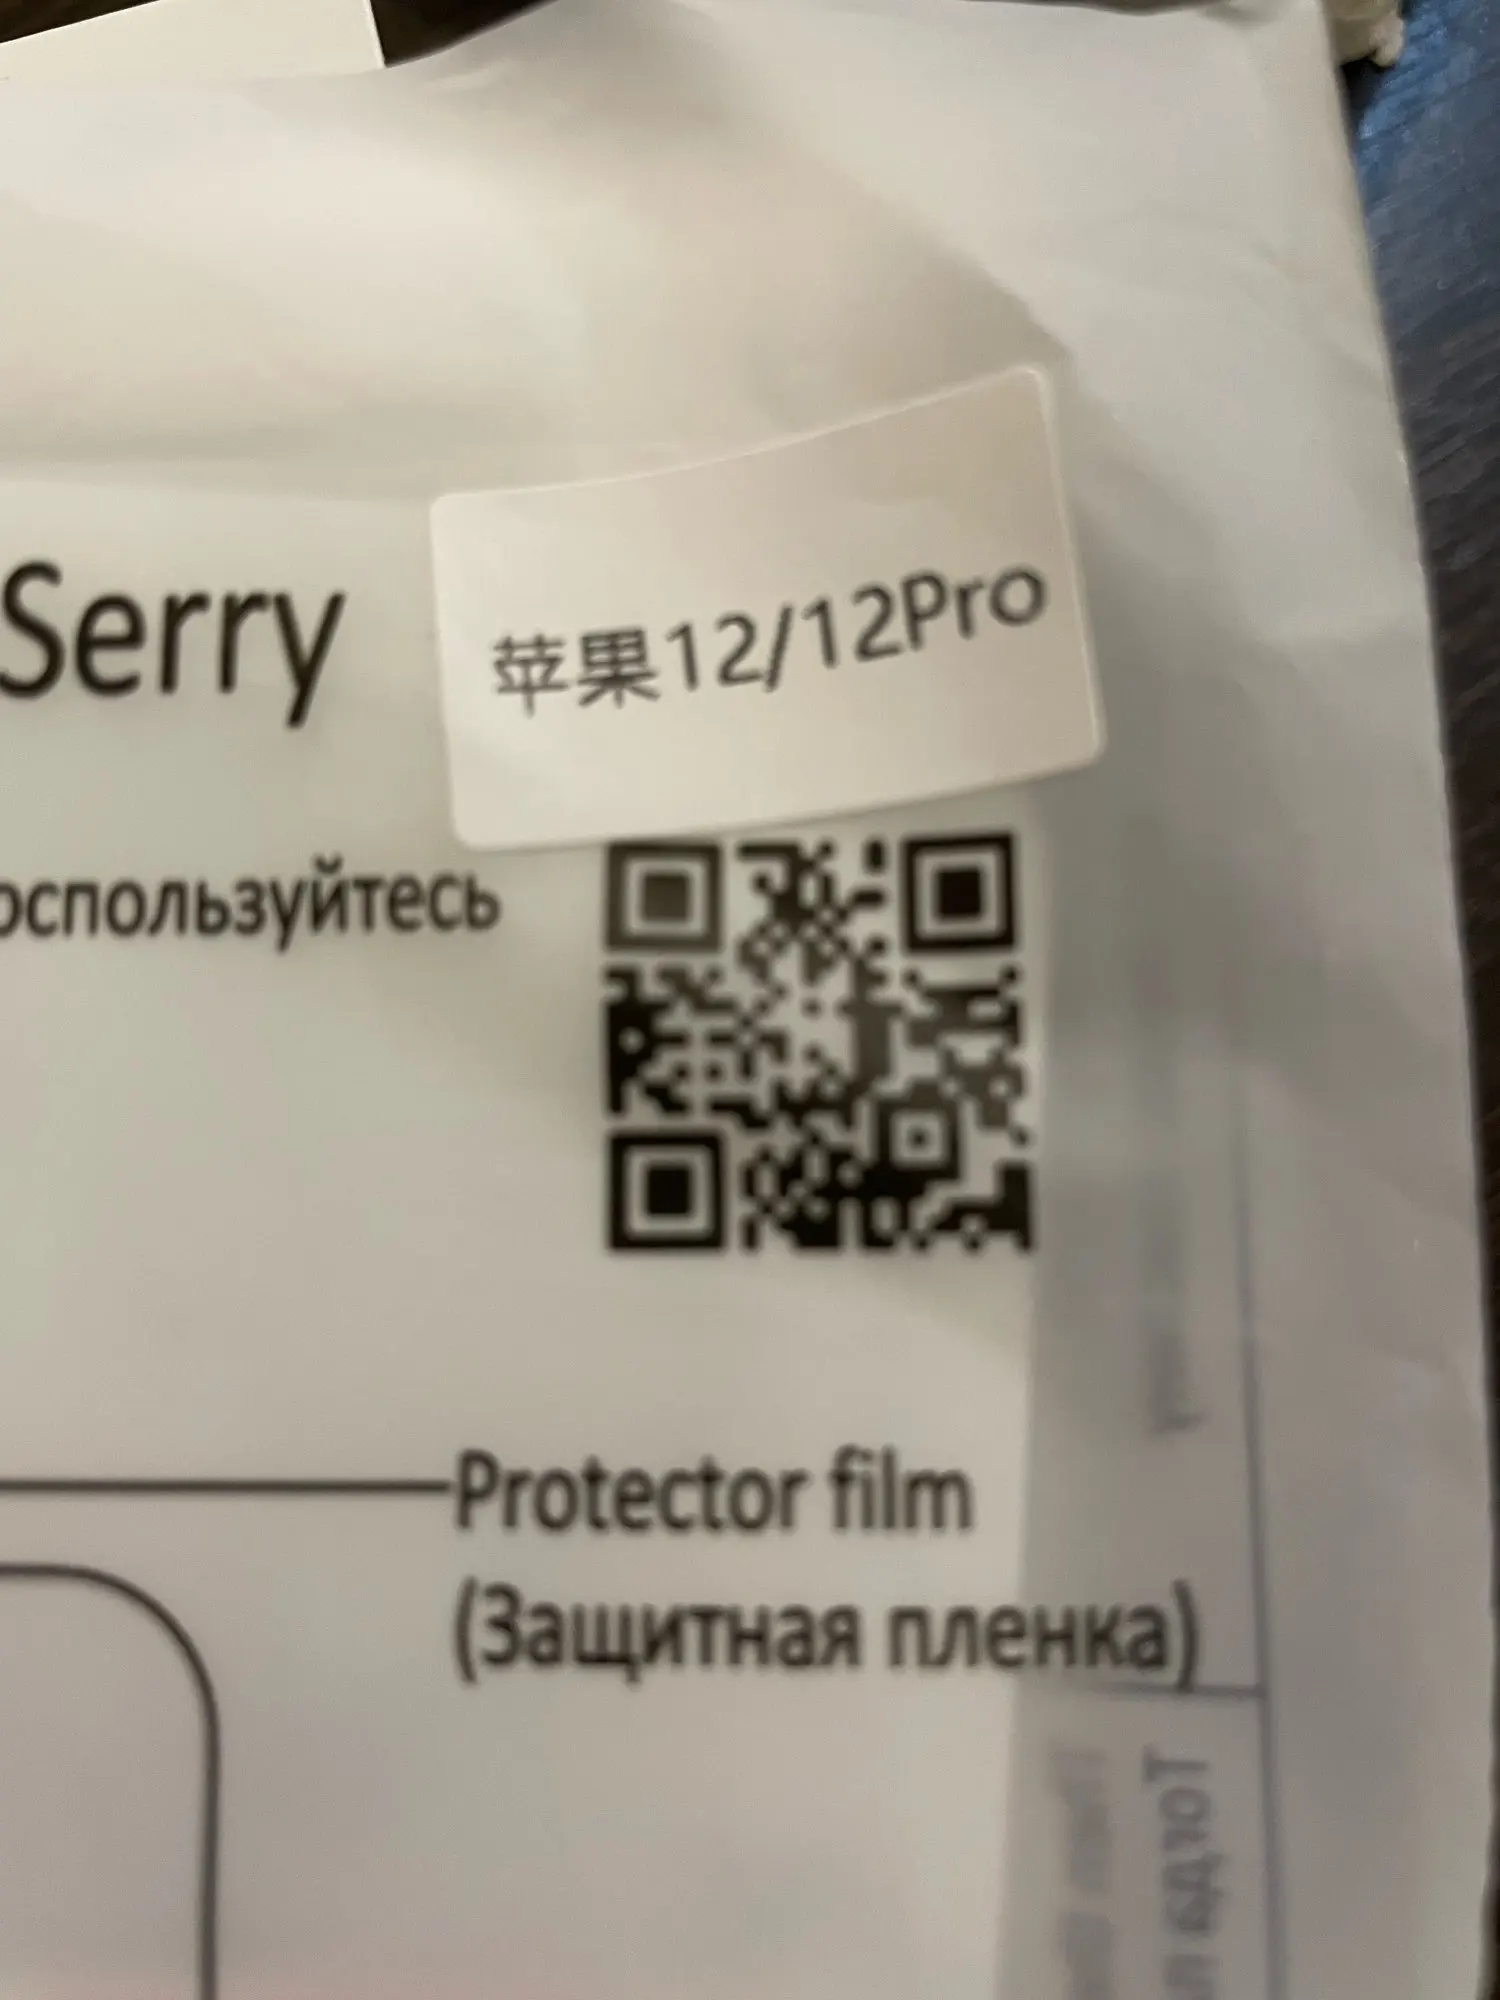 Serry
苹果12/12Pro
оспользуйтесь
Protector film
(Защитная пленка)